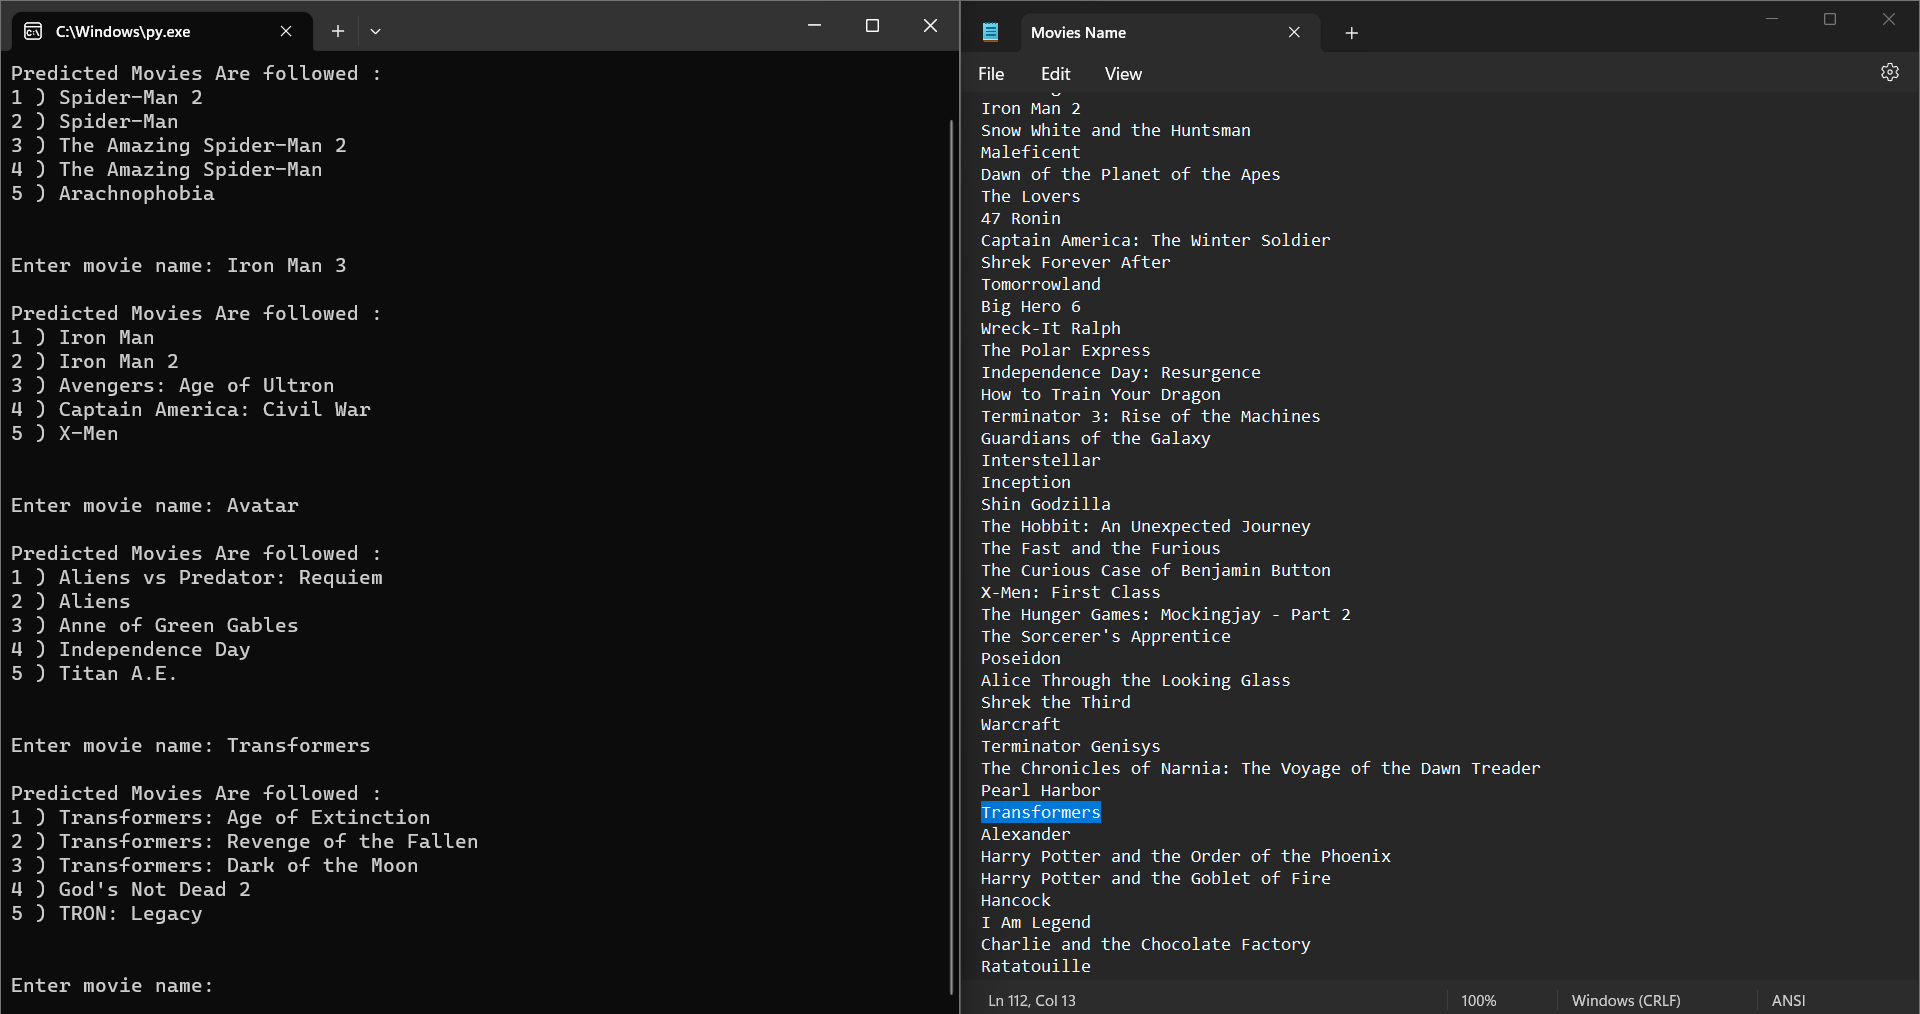 C:\Windows\py.exe
Predicted Movies Are followed :
1 ) Spider-Man 2
2 ) Spider-Man
3 ) The Amazing Spider-Man 2
4 ) The Amazing Spider-Man
5 ) Arachnophobia
Enter movie name: Iron Man 3
Predicted Movies Are followed :
1 ) Iron Man
2 ) Iron Man 2
3 ) Avengers: Age of Ultron
4 ) Captain America: Civil War
5 ) X-Men
Enter movie name: Avatar
Predicted Movies Are followed :
1 ) Aliens vs Predator: Requiem
2 ) Aliens
3 ) Anne of Green Gables
4 ) Independence Day
5 ) Titan A.E.
Enter movie name: Transformers
Predicted Movies Are followed :
1 ) Transformers: Age of Extinction
2 ) Transformers: Revenge of the Fallen
3 ) Transformers: Dark of the Moon
4 ) God's Not Dead 2
5 ) TRON: Legacy
Enter movie name:
Movies Name
File Edit View
Iron Man 2
Snow White and the Huntsman
Maleficent
Dawn of the Planet of the Apes
The Lovers
47 Ronin
Captain America: The Winter Soldier
Shrek Forever After
Tomorrowland
Big Hero 6
Wreck-It Ralph
The Polar Express
Independence Day: Resurgence
How to Train Your Dragon
Terminator 3: Rise of the Machines
Guardians of the Galaxy
Interstellar
Inception
Shin Godzilla
The Hobbit: An Unexpected Journey
The Fast and the Furious
The Curious Case of Benjamin Button
X-Men: First Class
The Hunger Games: Mockingjay - Part 2
The Sorcerer's Apprentice
Poseidon
Alice Through the Looking Glass
Shrek the Third
Warcraft
Terminator Genisys
The Chronicles of Narnia: The Voyage of the Dawn Treader
Pearl Harbor
Transformers
Alexander
Harry Potter and the Order of the Phoenix
Harry Potter and the Goblet of Fire
Hancock
I Am Legend
Charlie and the Chocolate Factory
Ratatouille
Ln 112, Col 13 100% Windows (CRLF) ANSI